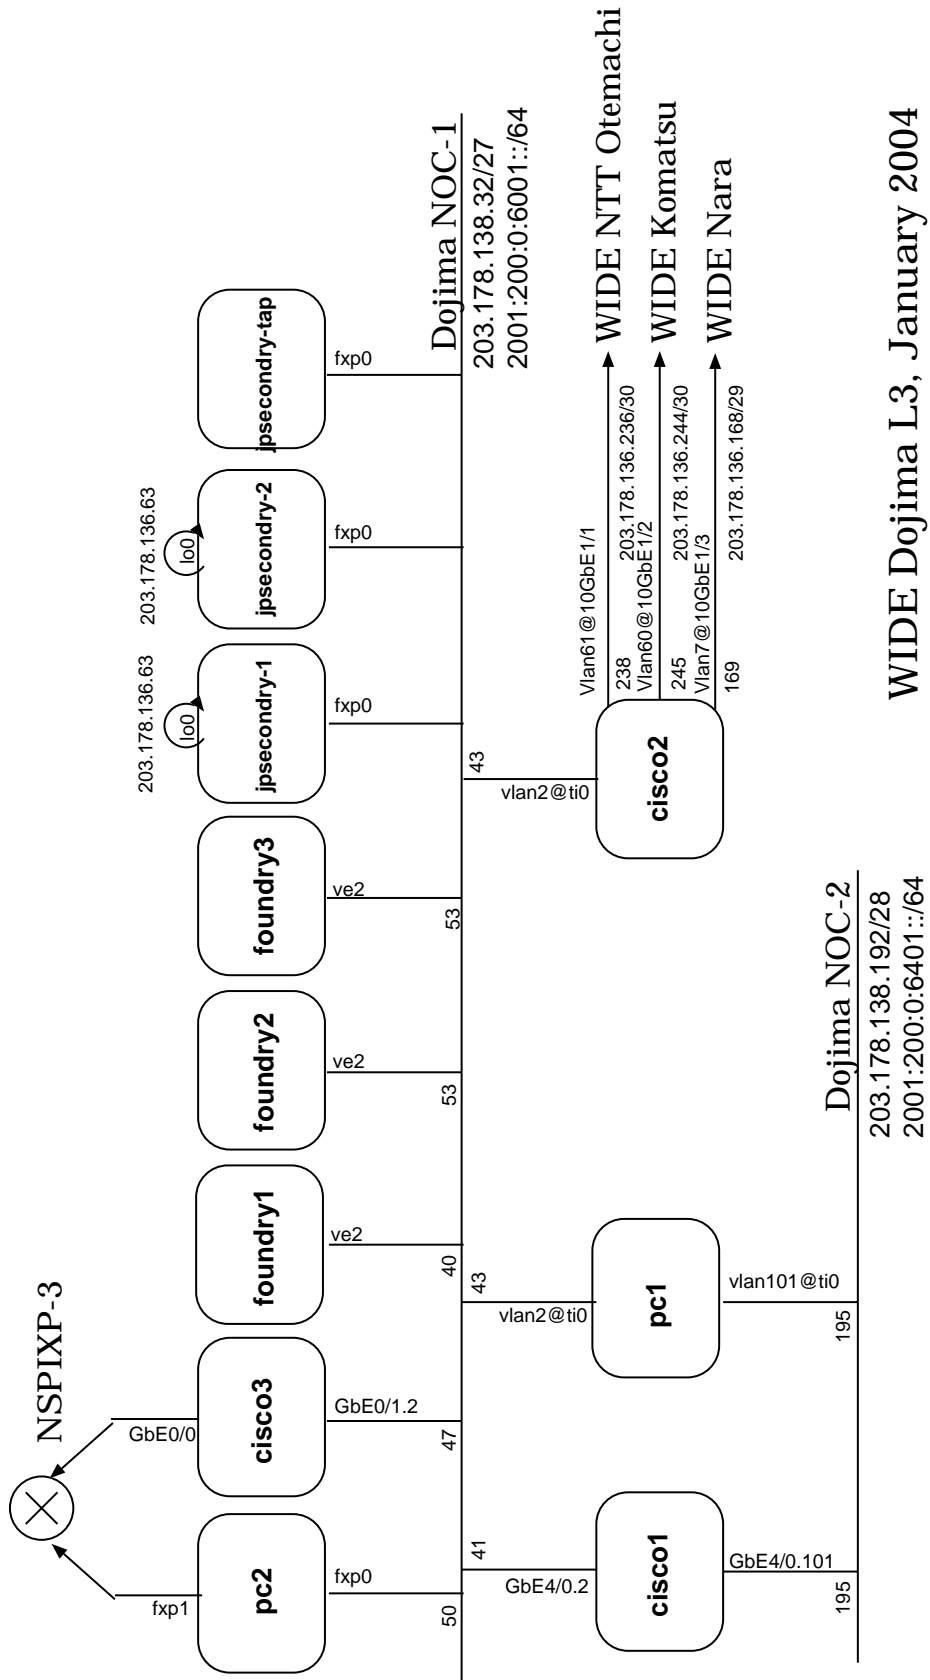 NSPIXP-3
fxp1
GbE0/0
203.178.136.63
203.178.136.63
lo0
lo0
pc2
cisco3
foundry1
foundry2
foundry3
jpsecondry-1
jpsecondry-2
jpsecondry-tap
fxp0
GbE0/1.2
ve2
ve2
ve2
fxp0
fxp0
fxp0
50
47
40
53
53
Dojima NOC-1
203.178.138.32/27
2001:200:0:6001::/64
41
43
43
GbE4/0.2
vlan2@ti0
vlan2@ti0
cisco1
pc1
cisco2
Vlan61@10GbE1/1
WIDE NTT Otemachi
238
203.178.136.236/30
Vlan60@10GbE1/2
WIDE Komatsu
245
203.178.136.244/30
Vlan7@10GbE1/3
WIDE Nara
169
203.178.136.168/29
GbE4/0.101
vlan101@ti0
195
195
Dojima NOC-2
203.178.138.192/28
2001:200:0:6401::/64
WIDE Dojima L3, January 2004